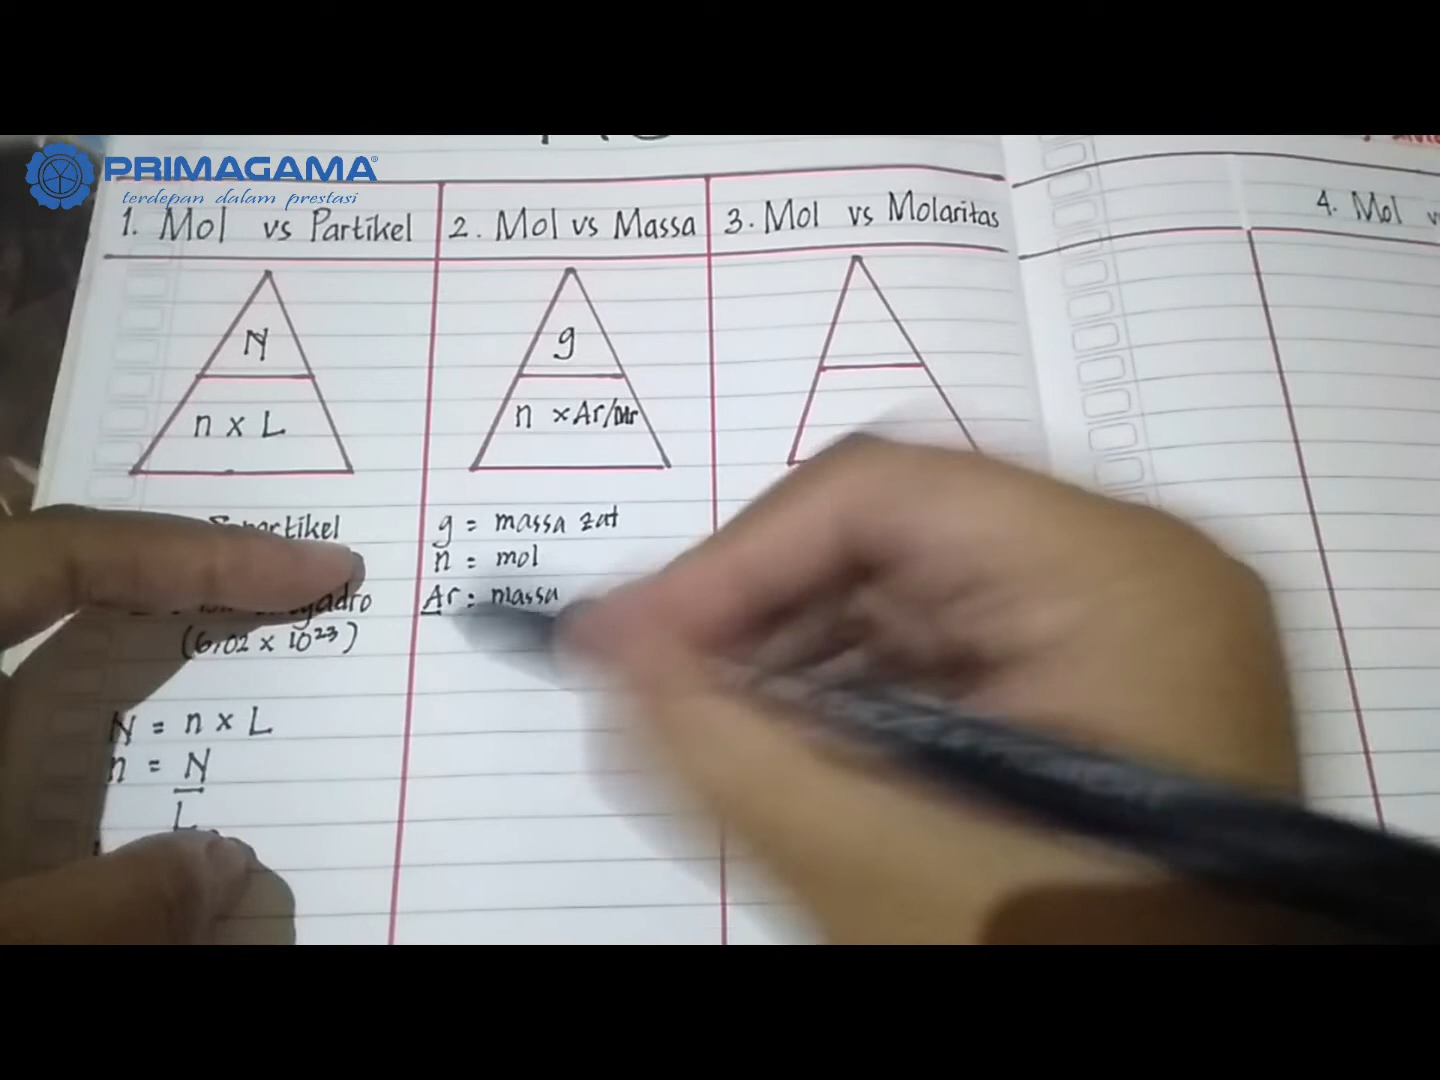 PRIMAGAMA®
terdepan dalam prestasi
1. Mol vs Partikel
2. Mol vs Massa
3. Mol vs Molaritas
4. Mol
N
n x L
g
n x Ar/Mr
partikel
(6,02 x 10²³)
N = n x L
n = N
L
g = massa zat
n = mol
Ar = massa